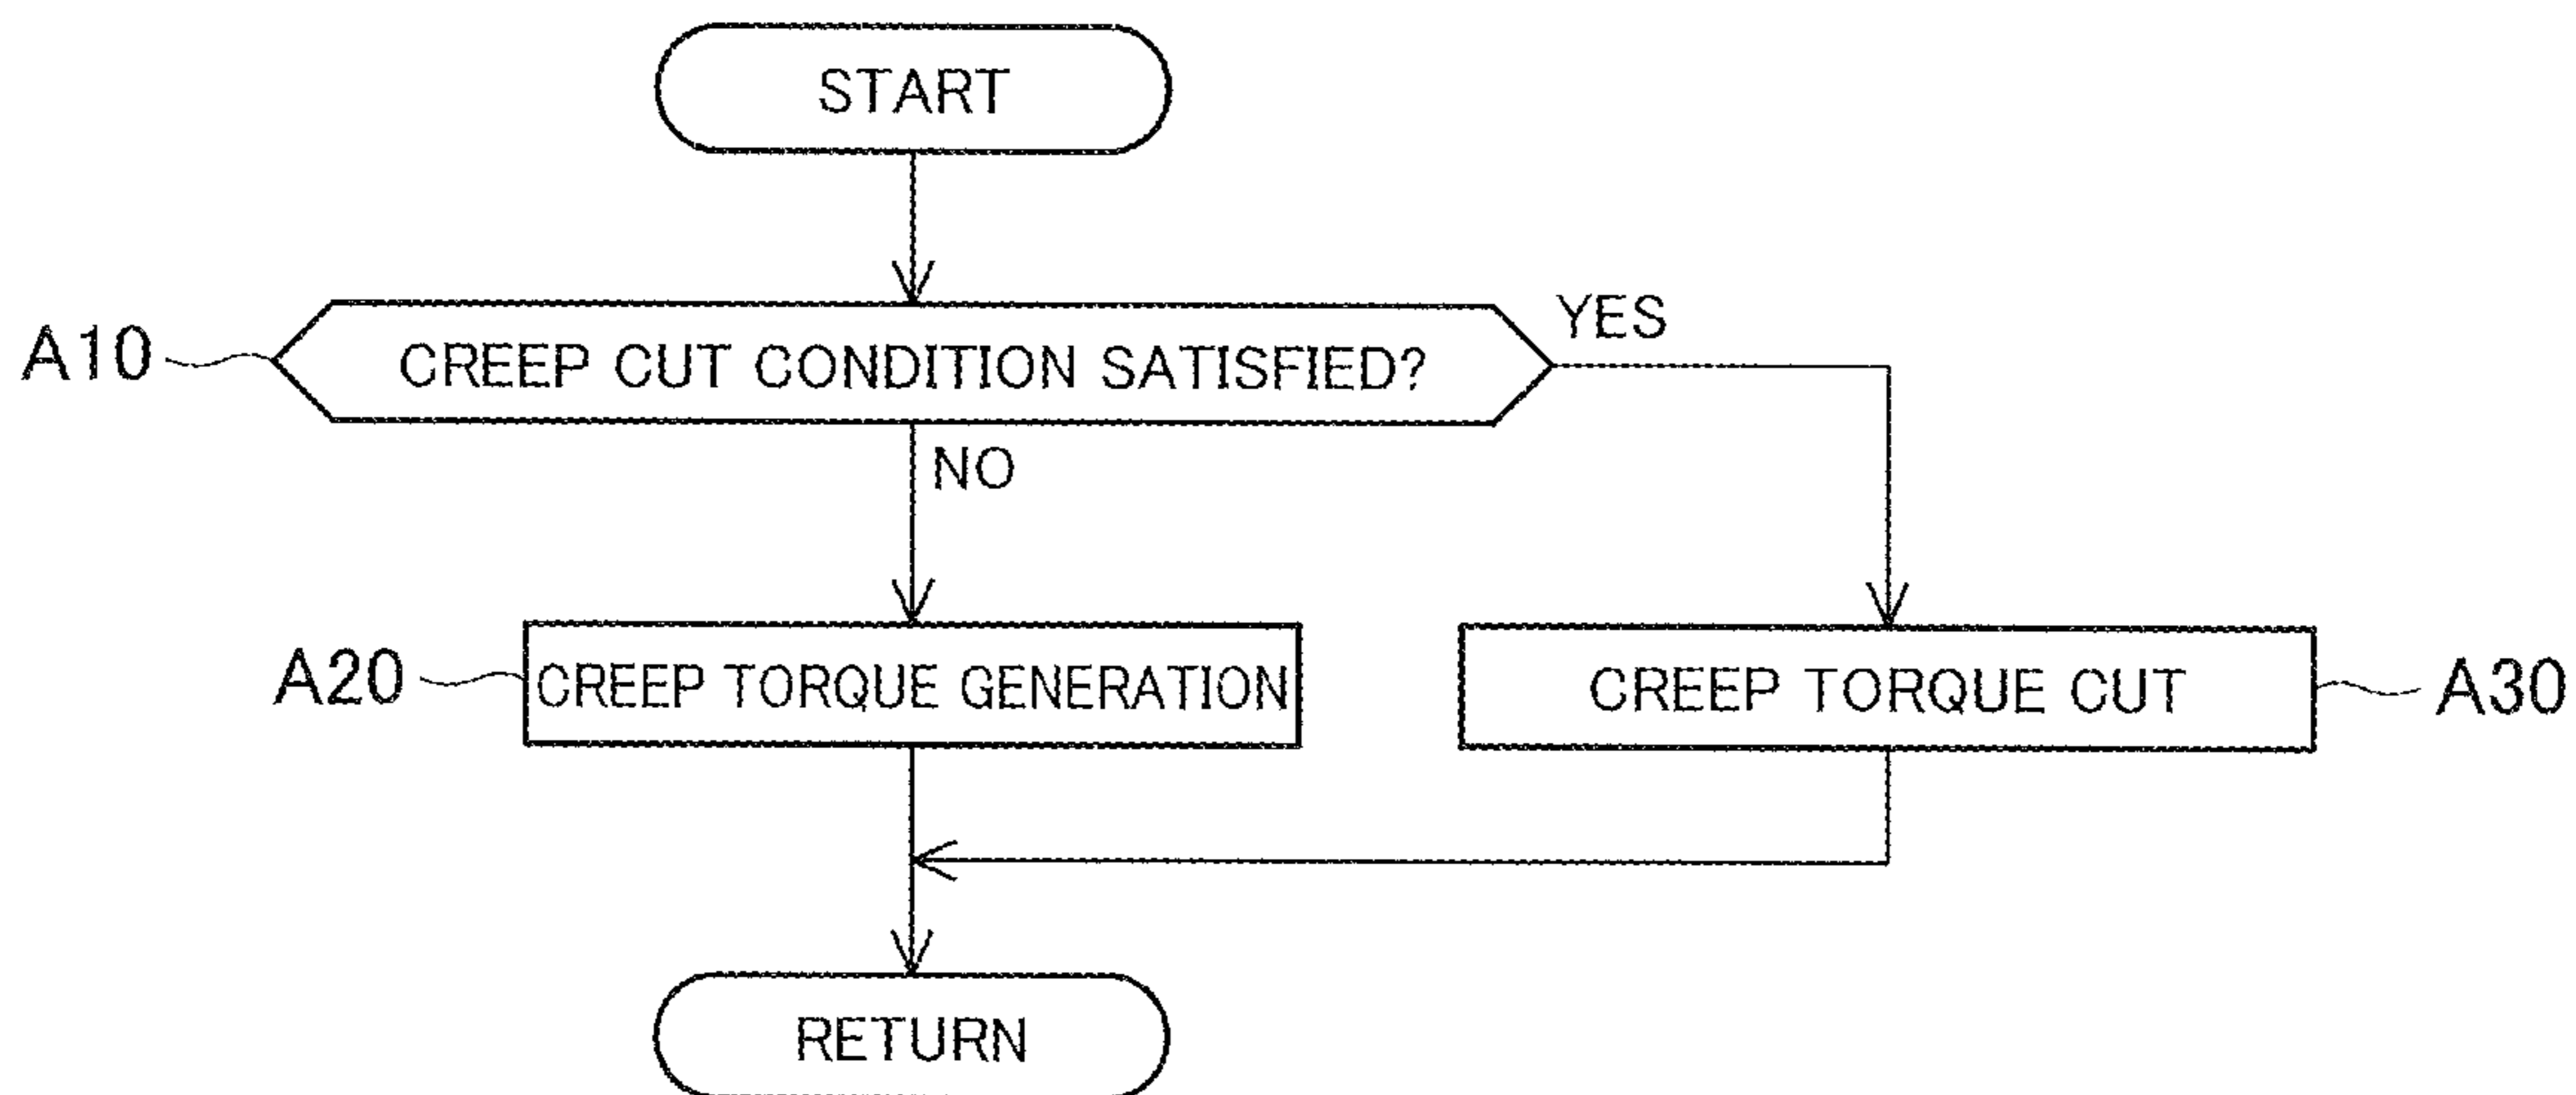 START
A10
CREEP CUT CONDITION SATISFIED?
YES
NO
A20
CREEP TORQUE GENERATION
CREEP TORQUE CUT
A30
RETURN